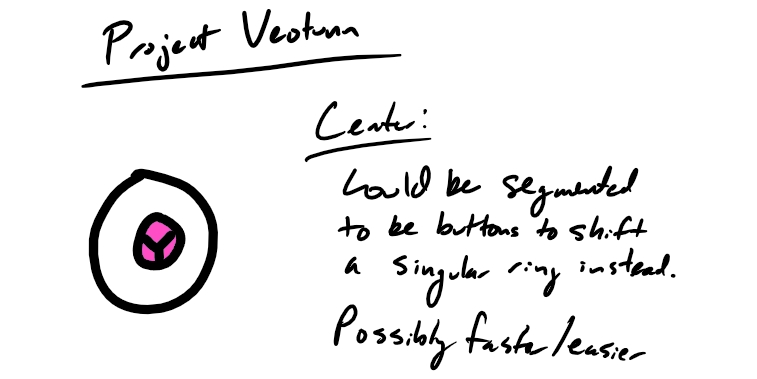 Project Veotunn
Center:
Could be segmented
to be buttons to shift
a singular ring instead.
Possibly faster/easier